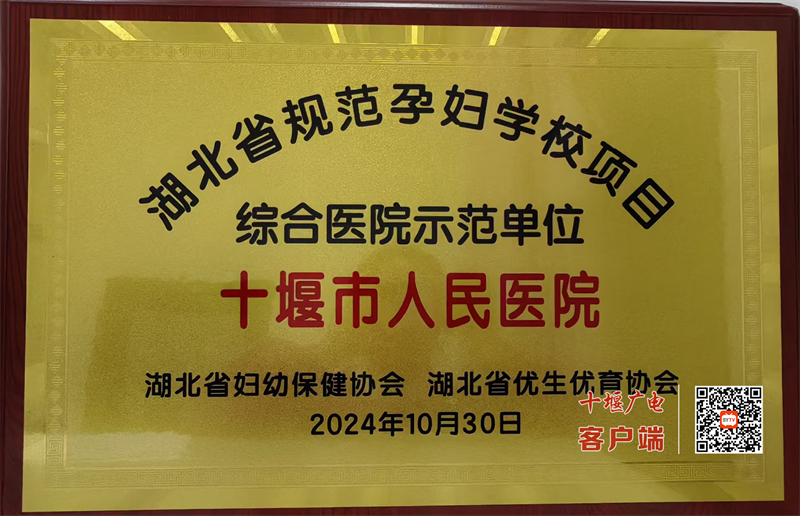 湖北省规范孕妇学校项目
综合医院示范单位
十堰市人民医院
湖北省妇幼保健协会 湖北省优生优育协会
2024年10月30日
十堰广电
客户端